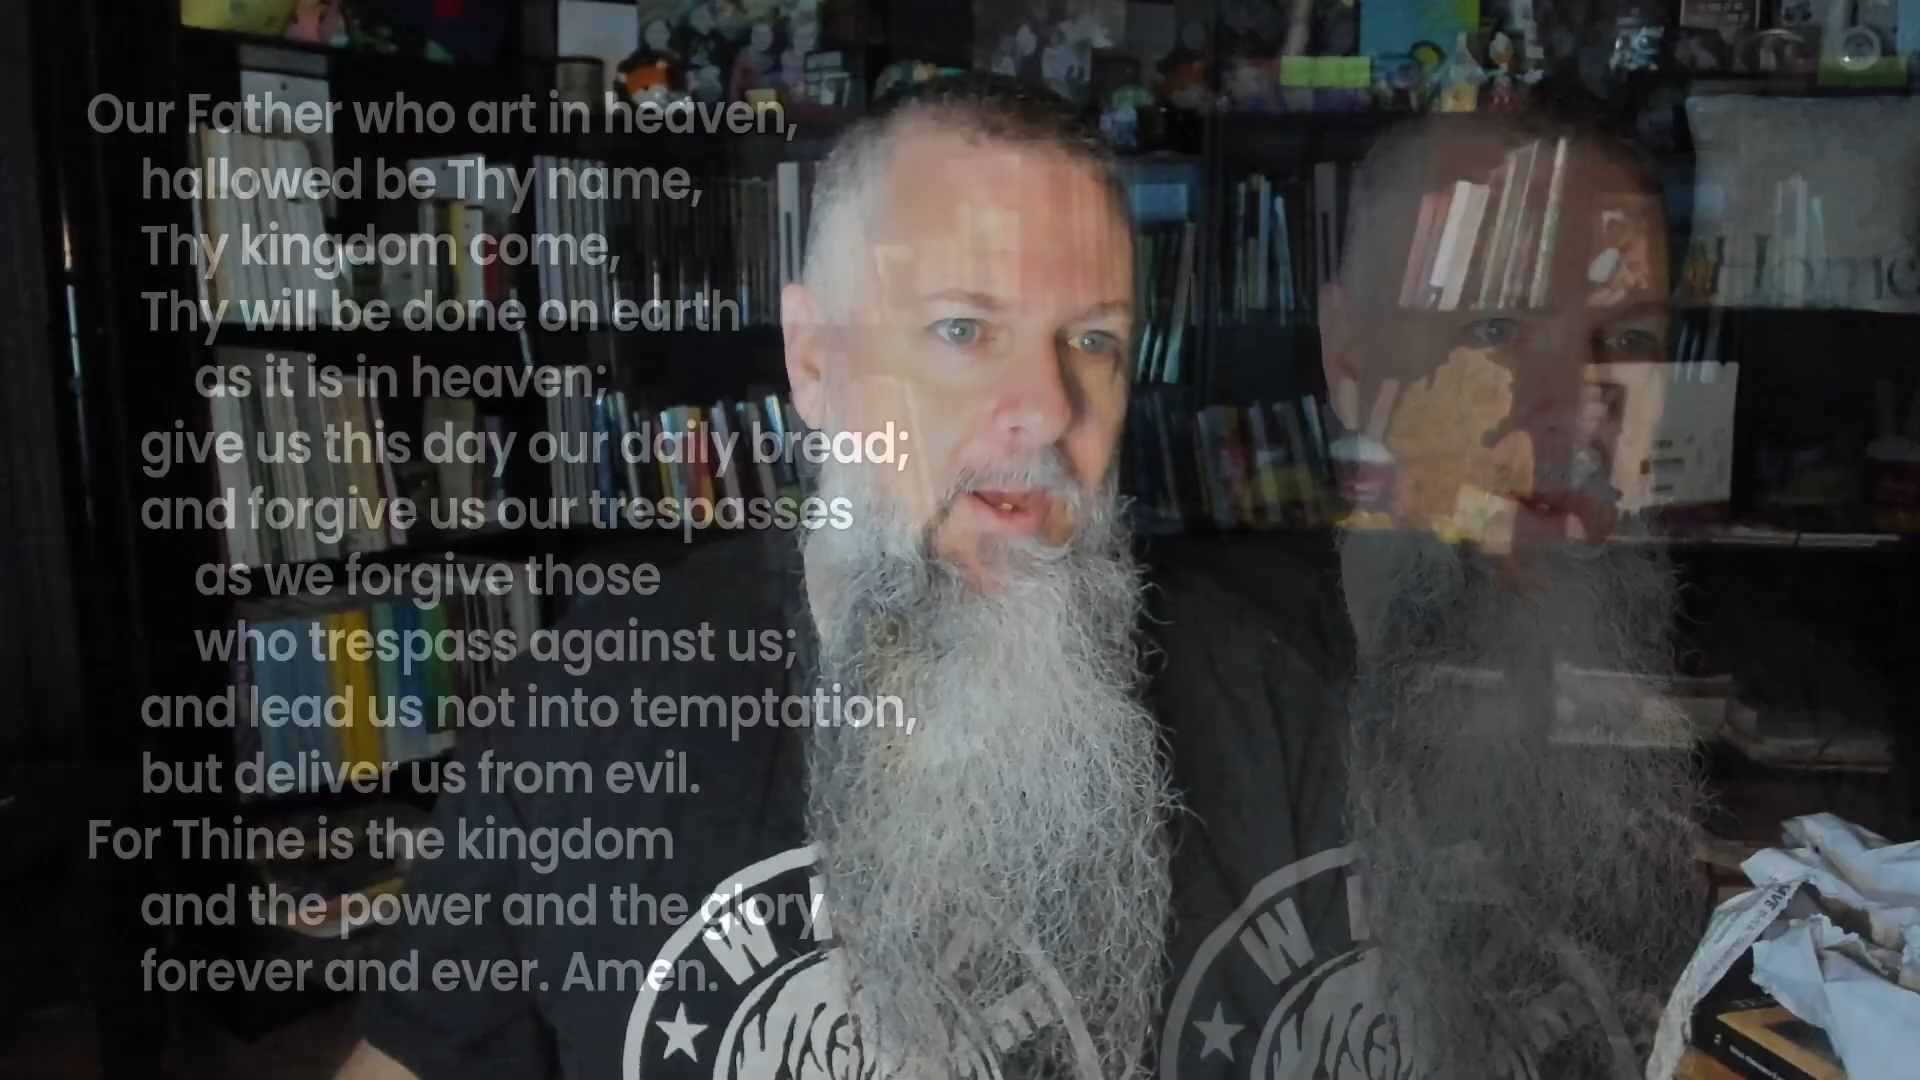 Our Father who art in heaven,
hallowed be Thy name,
Thy kingdom come,
Thy will be done on earth
as it is in heaven;
give us this day our daily bread;
and forgive us our trespasses
as we forgive those
who trespass against us;
and lead us not into temptation,
but deliver us from evil.
For Thine is the kingdom
and the power and the glory
forever and ever. Amen.
Home